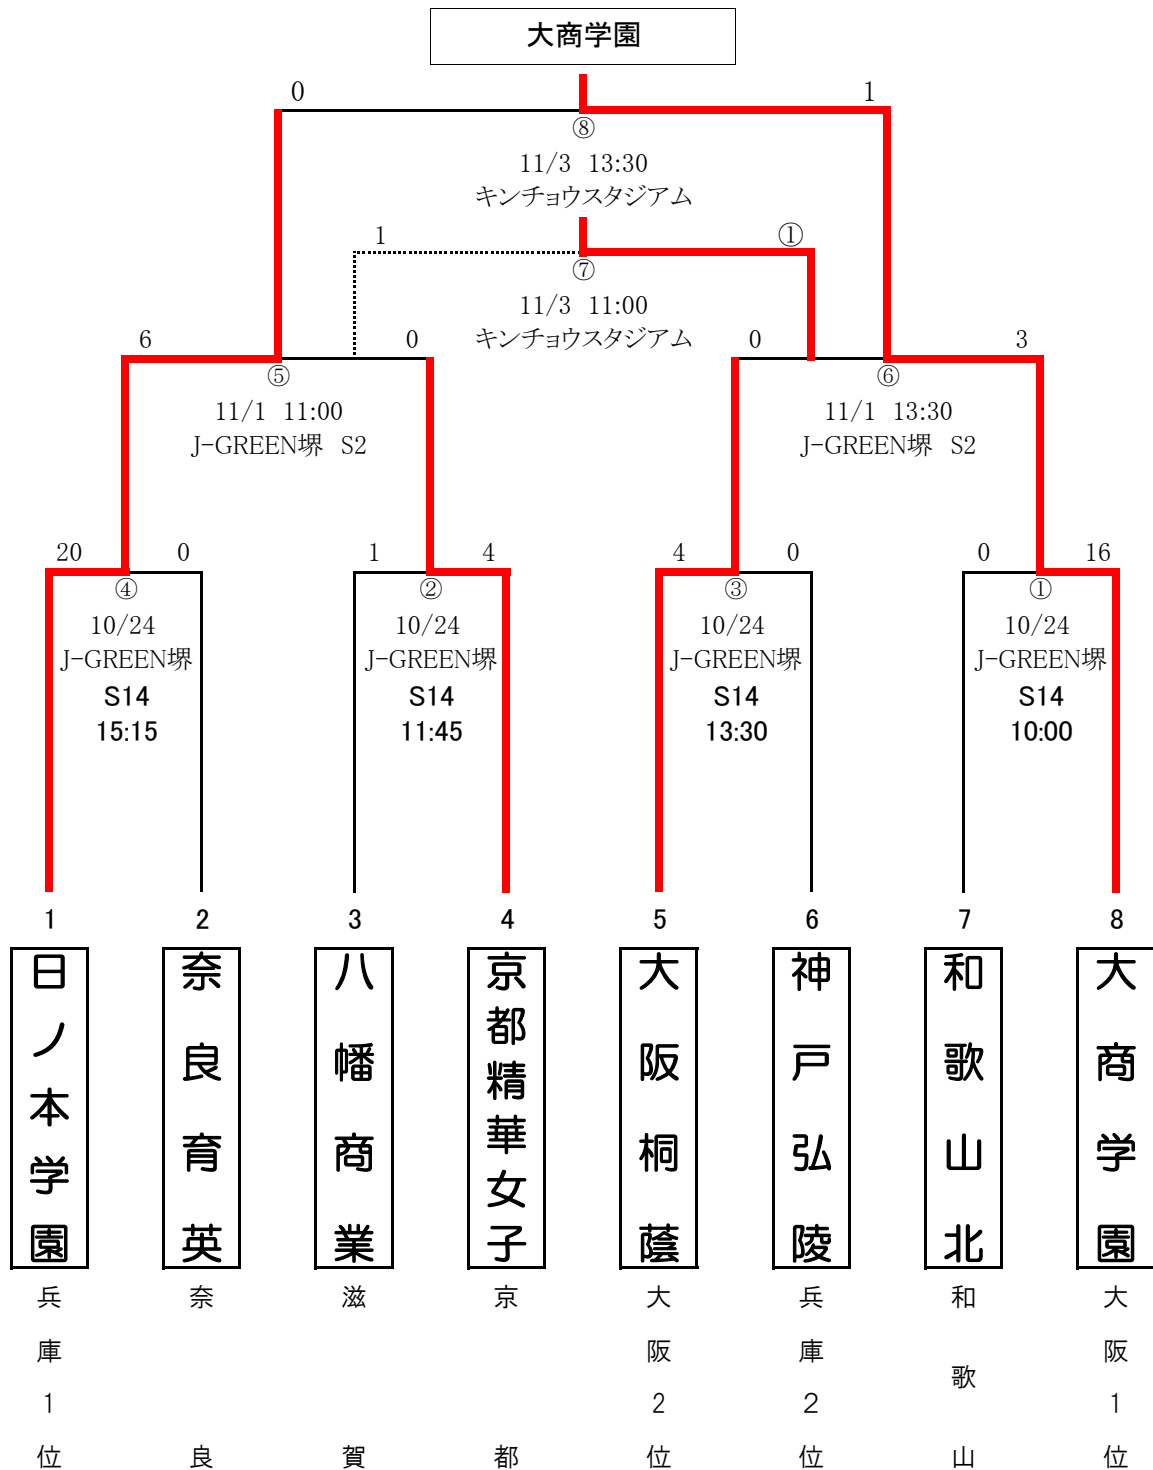 大商学園
0 1
⑧
11/3 13:30
キンチョウスタジアム
1 ①
⑦
11/3 11:00
キンチョウスタジアム
6 0 0 3
⑤ ⑥
11/1 11:00 11/1 13:30
J-GREEN堺 S2 J-GREEN堺 S2
20 0 1 4 4 0 0 16
④ ② ③ ①
10/24 10/24 10/24 10/24
J-GREEN堺 J-GREEN堺 J-GREEN堺 J-GREEN堺
S14 S14 S14 S14
15:15 11:45 13:30 10:00
1 2 3 4 5 6 7 8
日ノ本学園
奈良育英
八幡商業
京都精華女子
大阪桐蔭
神戸弘陵
和歌山北
大商学園
兵庫1位
奈良
滋賀
京都
大阪2位
兵庫2位
和歌山
大阪1位